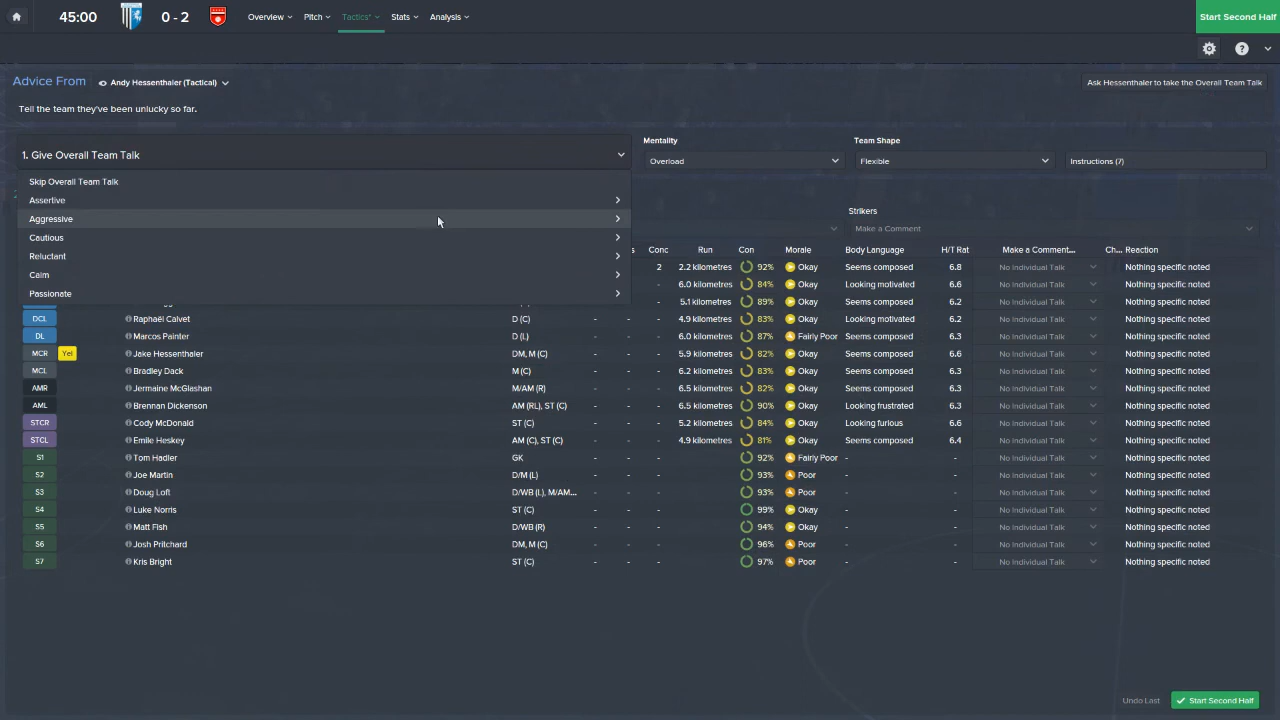 45:00 0 - 2 Overview Pitch Tactics* Stats Analysis Start Second Half
Advice From Andy Hessenthaler (Tactical) Ask Hessenthaler to take the Overall Team Talk
Tell the team they've been unlucky so far.
Mentality Team Shape
1. Give Overall Team Talk Overload Flexible Instructions (7)
Skip Overall Team Talk
Assertive
Strikers
Aggressive Make a Comment
Cautious
s Conc Run Con Morale Body Language H/T Rat Make a Comment... Ch... Reaction
Reluctant
2 2.2 kilometres 92% Okay Seems composed 6.8 No Individual Talk Nothing specific noted
Calm
- 6.0 kilometres 84% Okay Looking motivated 6.6 No Individual Talk Nothing specific noted
Passionate
- 5.1 kilometres 89% Okay Seems composed 6.2 No Individual Talk Nothing specific noted
DCL Raphaël Calvet D (C) - - - 4.9 kilometres 83% Okay Looking motivated 6.2 No Individual Talk Nothing specific noted
DL Marcos Painter D (L) - - - 6.0 kilometres 87% Fairly Poor Seems composed 6.3 No Individual Talk Nothing specific noted
MCR Yel Jake Hessenthaler DM, M (C) - - - 5.9 kilometres 82% Okay Seems composed 6.6 No Individual Talk Nothing specific noted
MCL Bradley Dack M (C) - - - 6.2 kilometres 83% Okay Seems composed 6.3 No Individual Talk Nothing specific noted
AMR Jermaine McGlashan M/AM (R) - - - 6.5 kilometres 82% Okay Seems composed 6.3 No Individual Talk Nothing specific noted
AML Brennan Dickenson AM (RL), ST (C) - - - 6.5 kilometres 90% Okay Looking frustrated 6.3 No Individual Talk Nothing specific noted
STCR Cody McDonald ST (C) - - - 5.2 kilometres 84% Okay Looking furious 6.6 No Individual Talk Nothing specific noted
STCL Emile Heskey AM (C), ST (C) - - - 4.9 kilometres 81% Okay Seems composed 6.4 No Individual Talk Nothing specific noted
S1 Tom Hadler GK - - - 92% Fairly Poor - - No Individual Talk Nothing specific noted
S2 Joe Martin D/M (L) - - - 93% Poor - - No Individual Talk Nothing specific noted
S3 Doug Loft D/WB (L), M/AM... - - - 93% Poor - - No Individual Talk Nothing specific noted
S4 Luke Norris ST (C) - - - 99% Okay - - No Individual Talk Nothing specific noted
S5 Matt Fish D/WB (R) - - - 94% Okay - - No Individual Talk Nothing specific noted
S6 Josh Pritchard DM, M (C) - - - 96% Poor - - No Individual Talk Nothing specific noted
S7 Kris Bright ST (C) - - - 97% Poor - - No Individual Talk Nothing specific noted
Undo Last Start Second Half